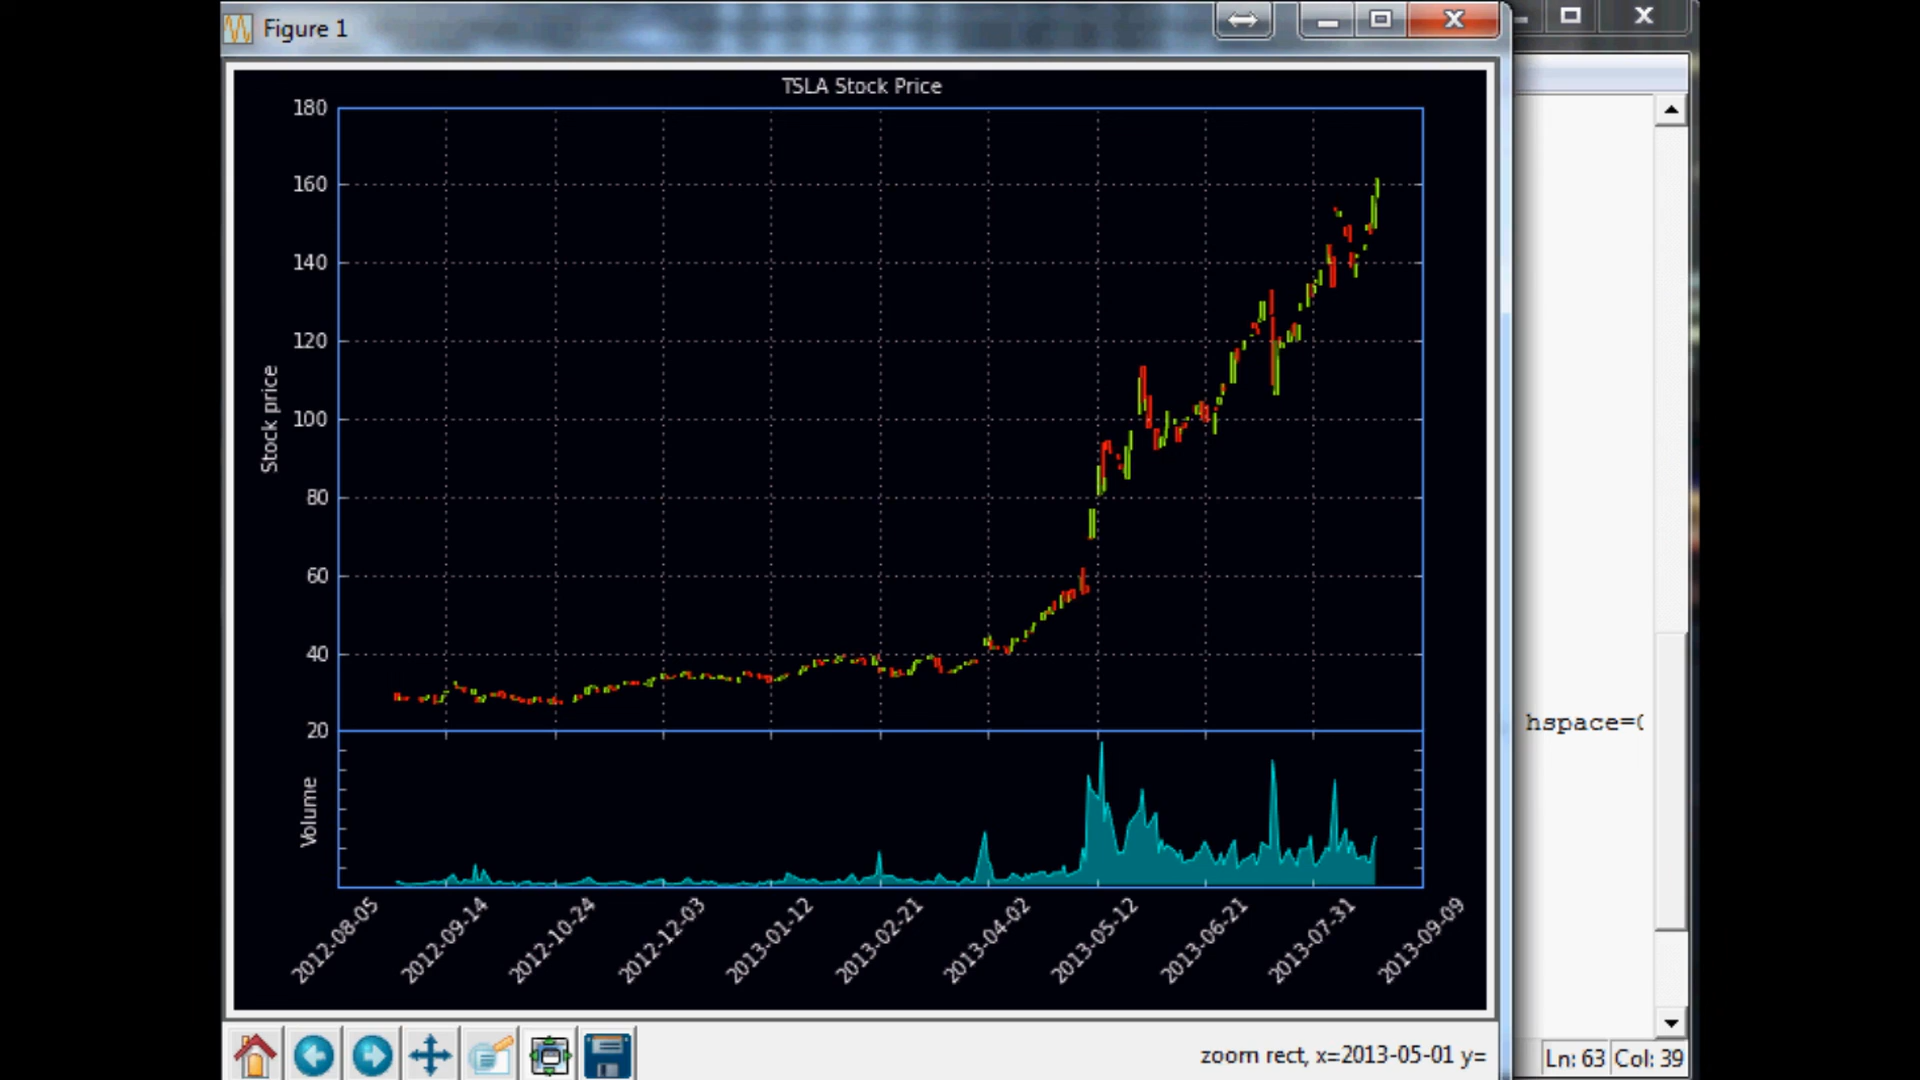 Figure 1
TSLA Stock Price
180
160
140
120
100
80
60
40
20
Stock price
Volume
2012-08-05
2012-09-14
2012-10-24
2012-12-03
2013-01-12
2013-02-21
2013-04-02
2013-05-12
2013-06-21
2013-07-31
2013-09-09
hspace=
zoom rect, x=2013-05-01 y=
Ln: 63 Col: 39